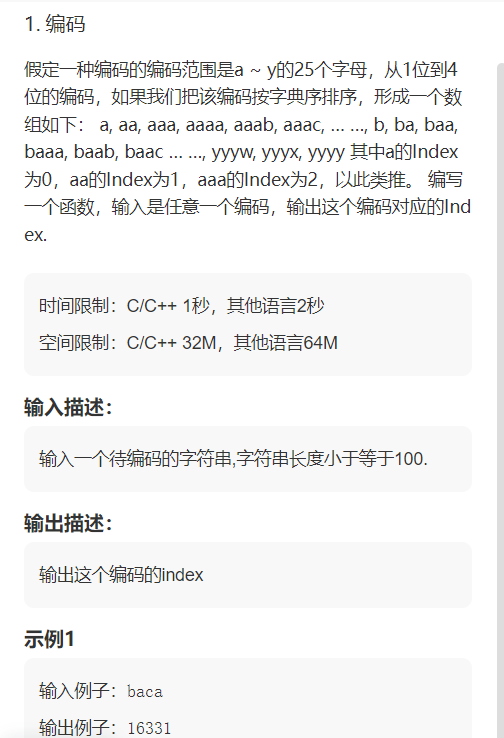 1. 编码
假定一种编码的编码范围是a ~ y的25个字母，从1位到4
位的编码，如果我们把该编码按字典序排序，形成一个数
组如下： a, aa, aaa, aaaa, aaab, aaac, … …, b, ba, baa,
baaa, baab, baac … …, yyyw, yyyx, yyyy 其中a的Index
为0，aa的Index为1，aaa的Index为2，以此类推。 编写
一个函数，输入是任意一个编码，输出这个编码对应的Ind
ex.
时间限制：C/C++ 1秒，其他语言2秒
空间限制：C/C++ 32M，其他语言64M
输入描述：
输入一个待编码的字符串,字符串长度小于等于100.
输出描述：
输出这个编码的index
示例1
输入例子：baca
输出例子：16331